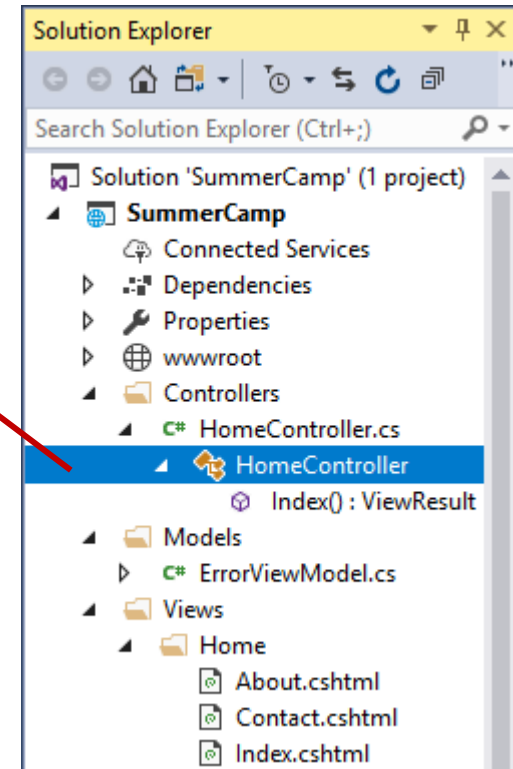 Solution Explorer
Search Solution Explorer (Ctrl+;)
Solution 'SummerCamp' (1 project)
SummerCamp
Connected Services
Dependencies
Properties
wwwroot
Controllers
C# HomeController.cs
HomeController
Index() : ViewResult
Models
C# ErrorViewModel.cs
Views
Home
About.cshtml
Contact.cshtml
Index.cshtml